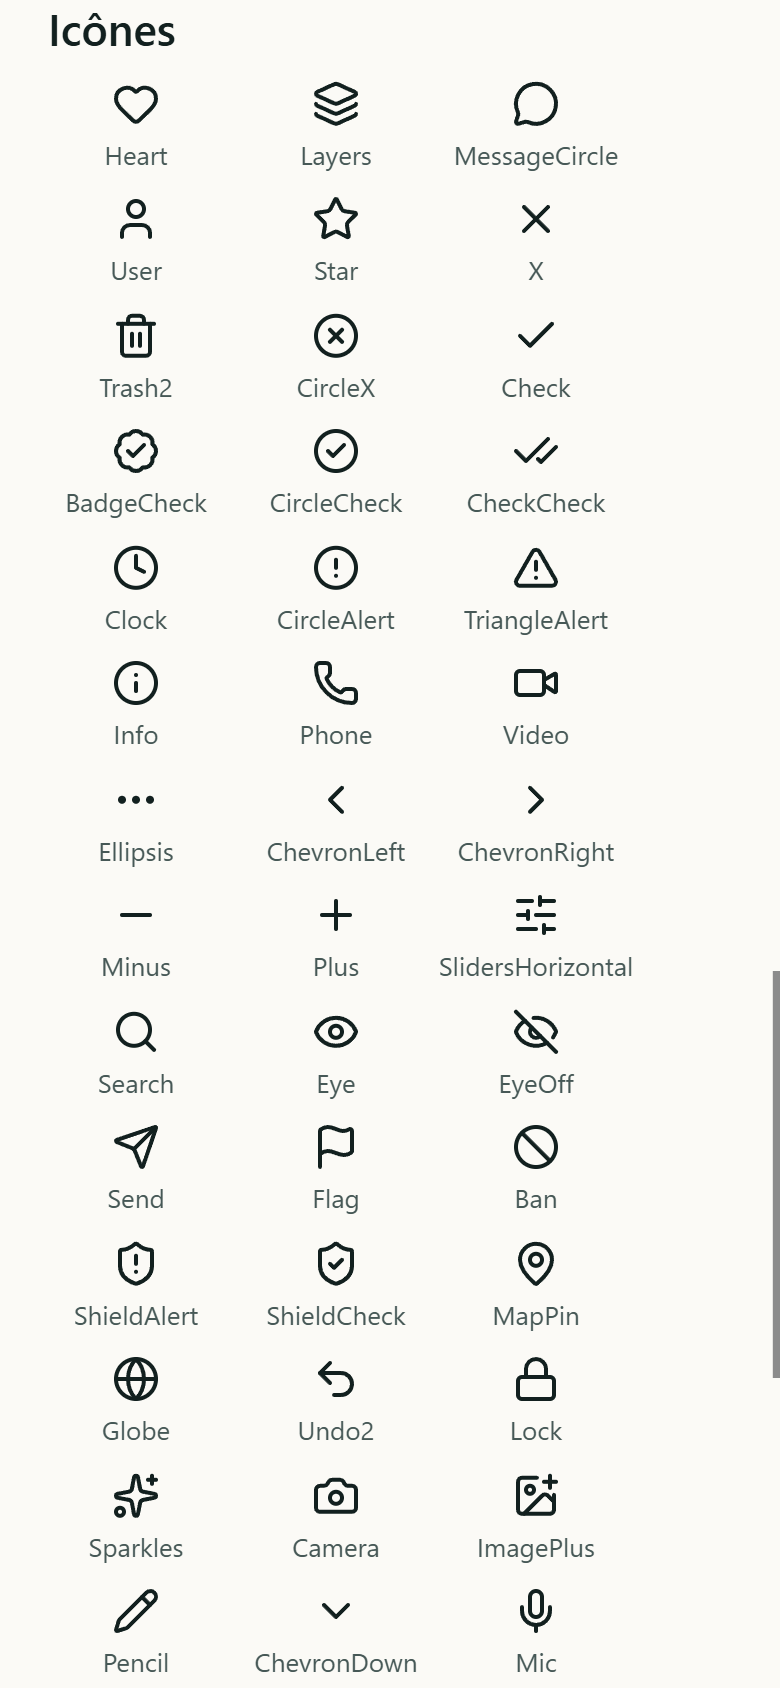 Icônes
Heart
Layers
MessageCircle
User
Star
X
Trash2
CircleX
Check
BadgeCheck
CircleCheck
CheckCheck
Clock
CircleAlert
TriangleAlert
Info
Phone
Video
Ellipsis
ChevronLeft
ChevronRight
Minus
Plus
SlidersHorizontal
Search
Eye
EyeOff
Send
Flag
Ban
ShieldAlert
ShieldCheck
MapPin
Globe
Undo2
Lock
Sparkles
Camera
ImagePlus
Pencil
ChevronDown
Mic